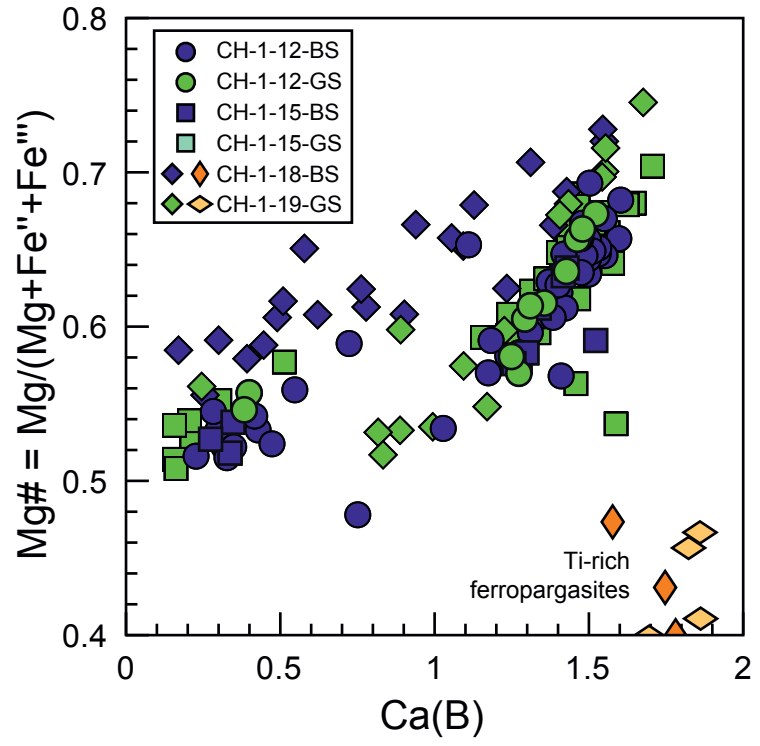 0.8
0.7
0.6
0.5
0.4
Mg# = Mg/(Mg+Fe''+Fe''')
CH-1-12-BS
CH-1-12-GS
CH-1-15-BS
CH-1-15-GS
CH-1-18-BS
CH-1-19-GS
Ti-rich
ferropargasites
0
0.5
1
1.5
2
Ca(B)